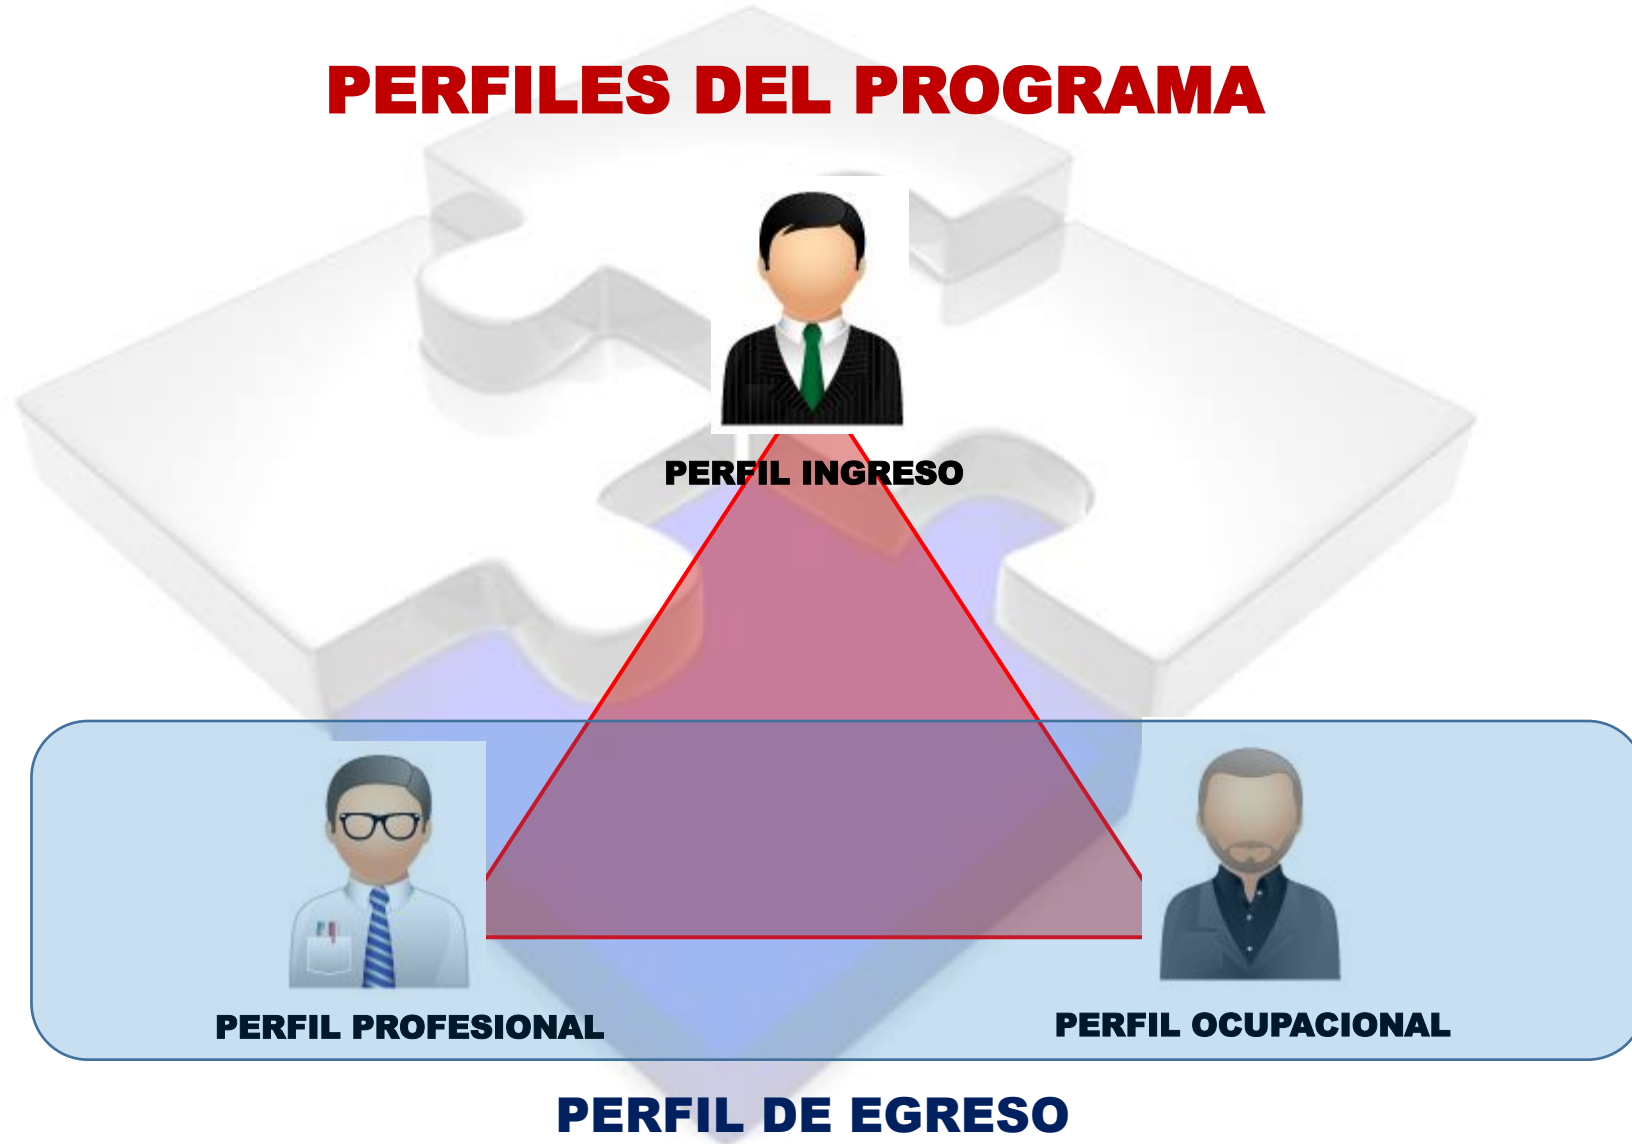 PERFILES DEL PROGRAMA
PERFIL INGRESO
PERFIL PROFESIONAL
PERFIL OCUPACIONAL
PERFIL DE EGRESO